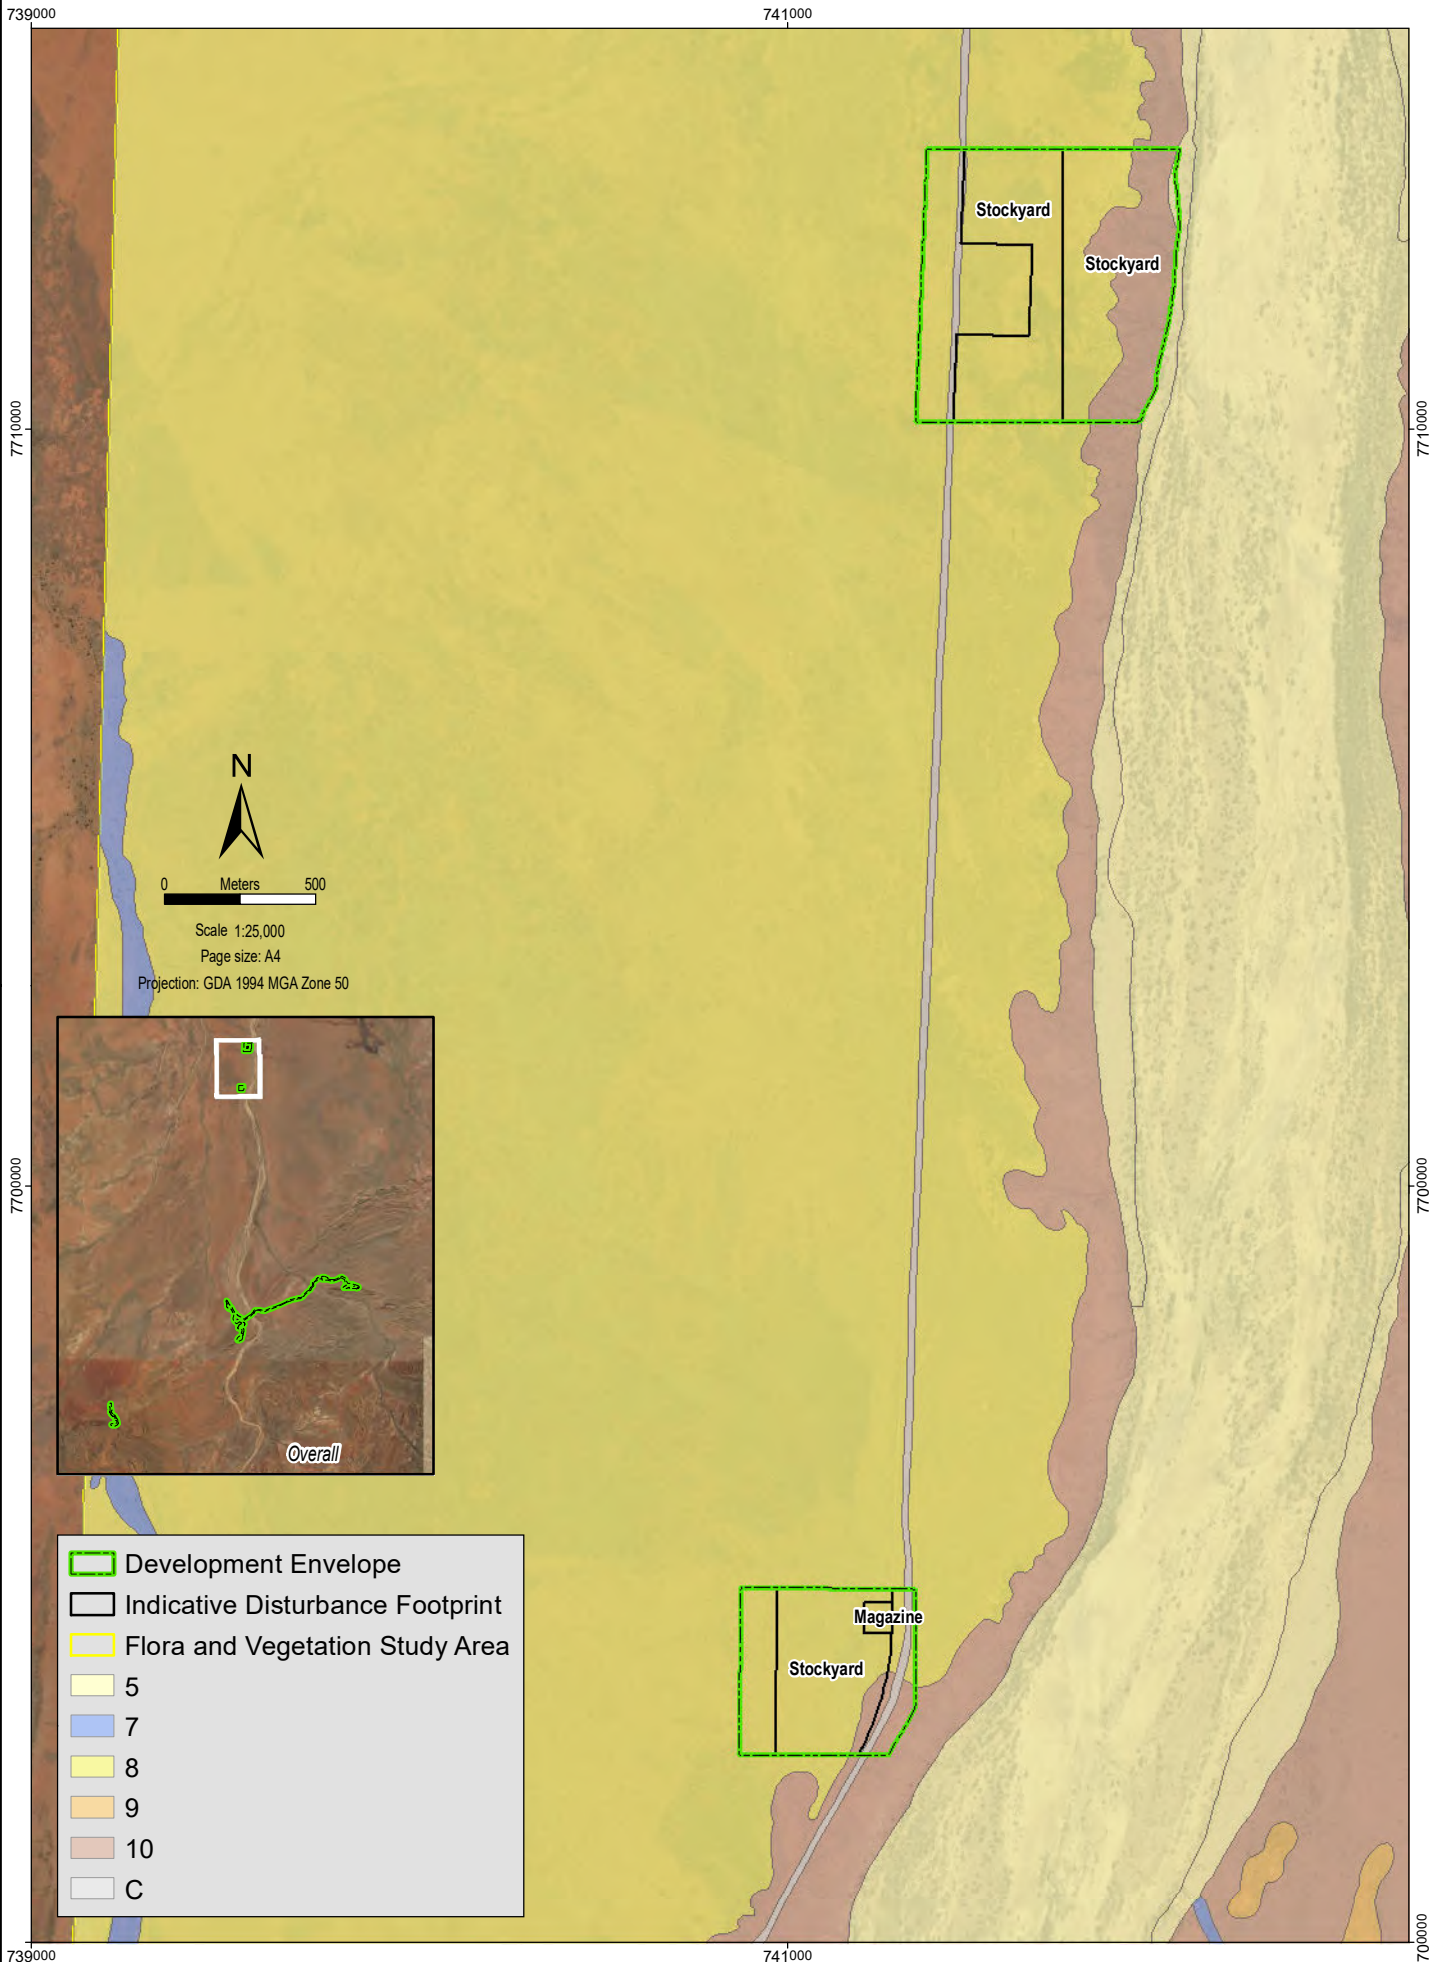 739000
741000
Stockyard
Stockyard
7710000
7710000
N
0 Meters 500
Scale 1:25,000
Page size: A4
Projection: GDA 1994 MGA Zone 50
7700000
7700000
Overall
Development Envelope
Indicative Disturbance Footprint
Flora and Vegetation Study Area
5
7
8
9
10
C
Magazine
Stockyard
739000
741000
700000